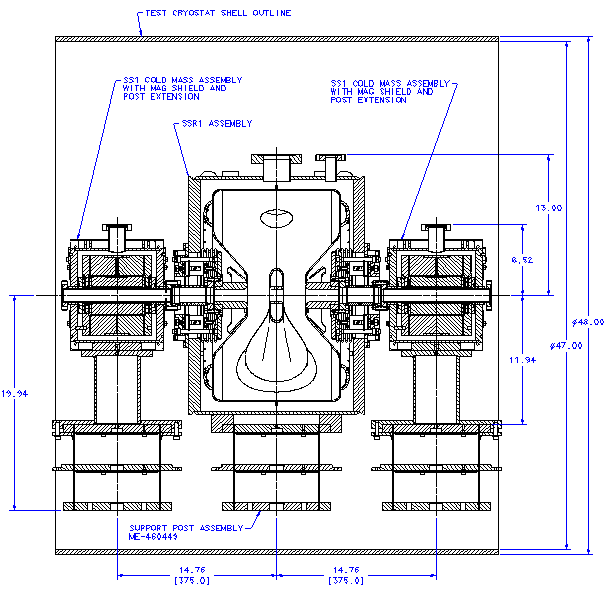 TEST CRYOSTAT SHELL OUTLINE
SS1 COLD MASS ASSEMBLY
WITH MAG SHIELD AND
POST EXTENSION
SS1 COLD MASS ASSEMBLY
WITH MAG SHIELD AND
POST EXTENSION
SSR1 ASSEMBLY
13.00
6.52
ø48.00
ø47.00
11.94
19.94
SUPPORT POST ASSEMBLY
ME-460449
14.76
[375.0]
14.76
[375.0]